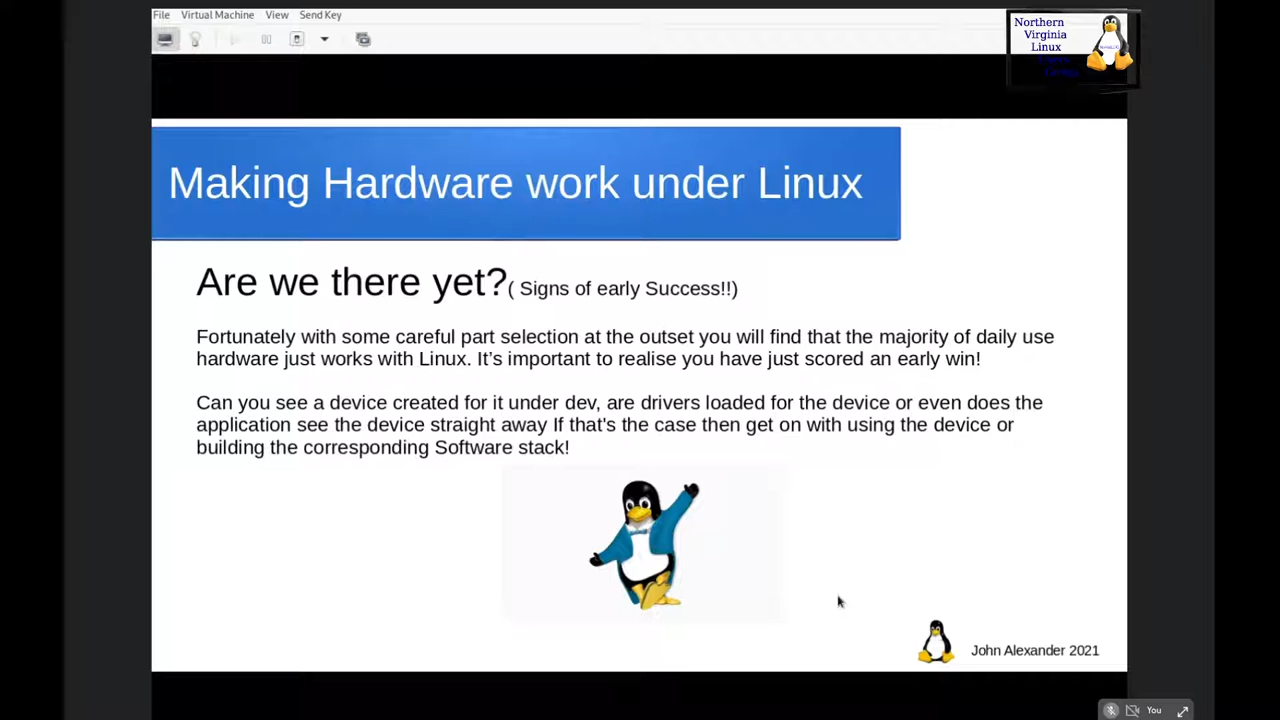 File Virtual Machine View Send Key
Northern
Virginia
Linux
Users
Making Hardware work under Linux
Are we there yet?( Signs of early Success!!)
Fortunately with some careful part selection at the outset you will find that the majority of daily use
hardware just works with Linux. It’s important to realise you have just scored an early win!
Can you see a device created for it under dev, are drivers loaded for the device or even does the
application see the device straight away If that's the case then get on with using the device or
building the corresponding Software stack!
John Alexander 2021
You